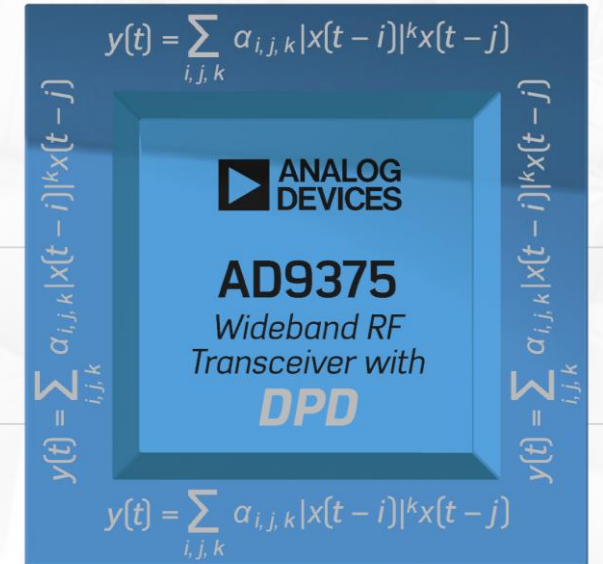 y(t) = ∑ α_{i, j, k} |x(t – i)|^k x(t – j)
i, j, k
y(t) = ∑ α_{i, j, k} |x(t – i)|^k x(t – j)
i, j, k
ANALOG
DEVICES
AD9375
Wideband RF
Transceiver with
DPD
y(t) = ∑ α_{i, j, k} |x(t – i)|^k x(t – j)
i, j, k
y(t) = ∑ α_{i, j, k} |x(t – i)|^k x(t – j)
i, j, k